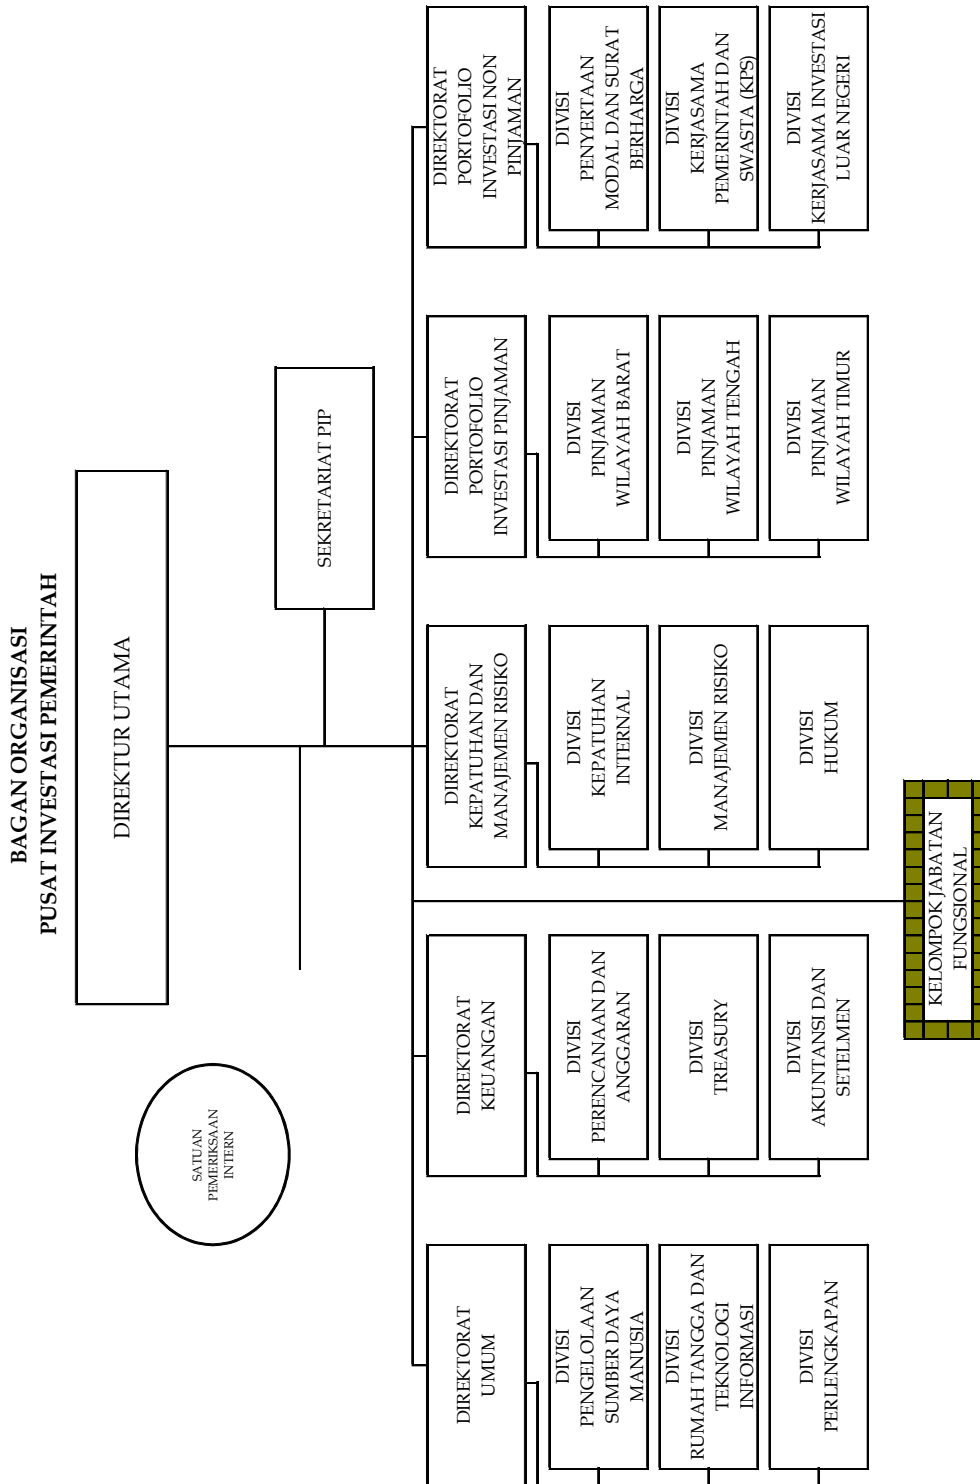 BAGAN ORGANISASI
PUSAT INVESTASI PEMERINTAH
DIREKTUR UTAMA
SATUAN
PEMERIKSAAN
INTERN
SEKRETARIAT PIP
DIREKTORAT
UMUM
DIREKTORAT
KEUANGAN
DIREKTORAT
KEPATUHAN DAN
MANAJEMEN RISIKO
DIREKTORAT
PORTOFOLIO
INVESTASI PINJAMAN
DIREKTORAT
PORTOFOLIO
INVESTASI NON
PINJAMAN
DIVISI
PENGELOLAAN
SUMBER DAYA
MANUSIA
DIVISI
PERENCANAAN DAN
ANGGARAN
DIVISI
KEPATUHAN
INTERNAL
DIVISI
PINJAMAN
WILAYAH BARAT
DIVISI
PENYERTAAN
MODAL DAN SURAT
BERHARGA
DIVISI
RUMAH TANGGA DAN
TEKNOLOGI
INFORMASI
DIVISI
TREASURY
DIVISI
MANAJEMEN RISIKO
DIVISI
PINJAMAN
WILAYAH TENGAH
DIVISI
KERJASAMA
PEMERINTAH DAN
SWASTA (KPS)
DIVISI
PERLENGKAPAN
DIVISI
AKUNTANSI DAN
SETELMEN
DIVISI
HUKUM
DIVISI
PINJAMAN
WILAYAH TIMUR
DIVISI
KERJASAMA INVESTASI
LUAR NEGERI
KELOMPOK JABATAN
FUNGSIONAL